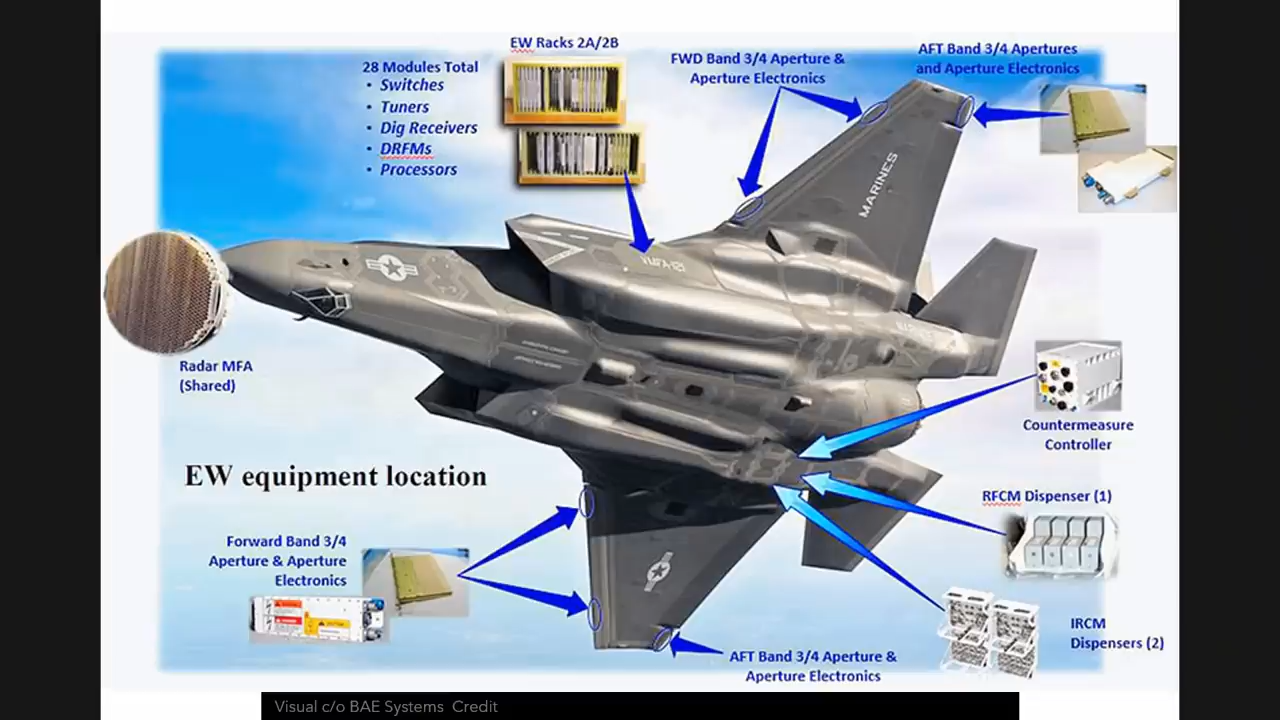 EW Racks 2A/2B
28 Modules Total
• Switches
• Tuners
• Dig Receivers
• DRFMs
• Processors
FWD Band 3/4 Aperture &
Aperture Electronics
AFT Band 3/4 Apertures
and Aperture Electronics
MARINES
Radar MFA
(Shared)
Countermeasure
Controller
EW equipment location
RFCM Dispenser (1)
Forward Band 3/4
Aperture & Aperture
Electronics
IRCM
Dispensers (2)
AFT Band 3/4 Aperture &
Aperture Electronics
Visual c/o BAE Systems Credit